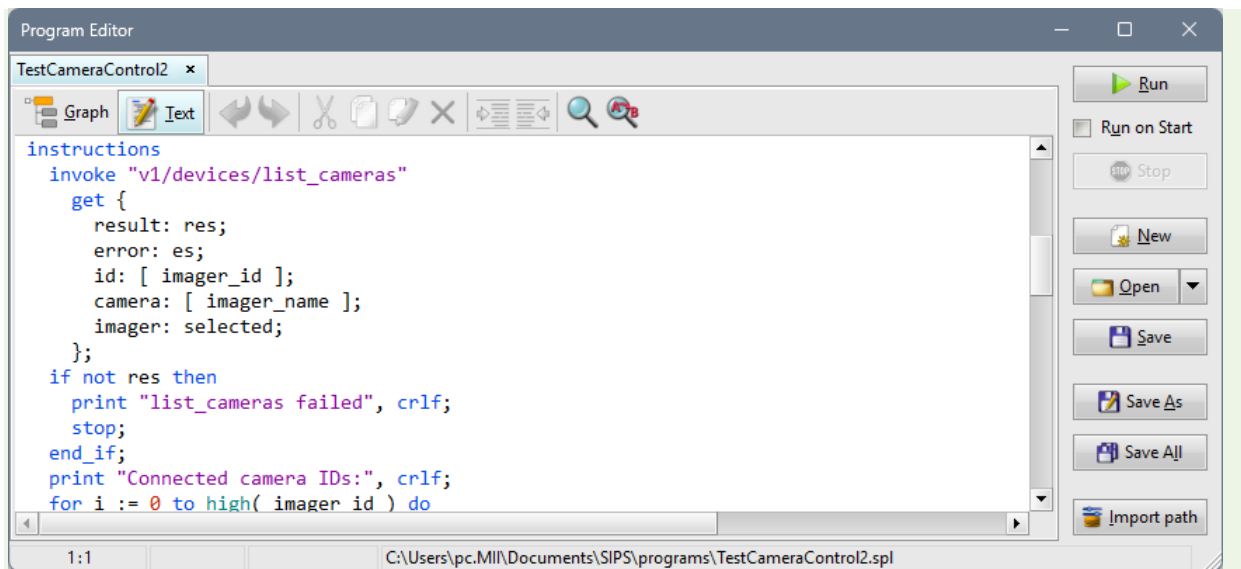 Program Editor
TestCameraControl2
Graph Text
Run
Run on Start
STOP Stop
New
Open
Save
Save As
Save All
Import path
instructions
invoke "v1/devices/list_cameras"
get {
result: res;
error: es;
id: [ imager_id ];
camera: [ imager_name ];
imager: selected;
};
if not res then
print "list_cameras failed", crlf;
stop;
end_if;
print "Connected camera IDs:", crlf;
for i := 0 to high( imager_id ) do
1:1 C:\Users\pc.MII\Documents\SIPS\programs\TestCameraControl2.spl